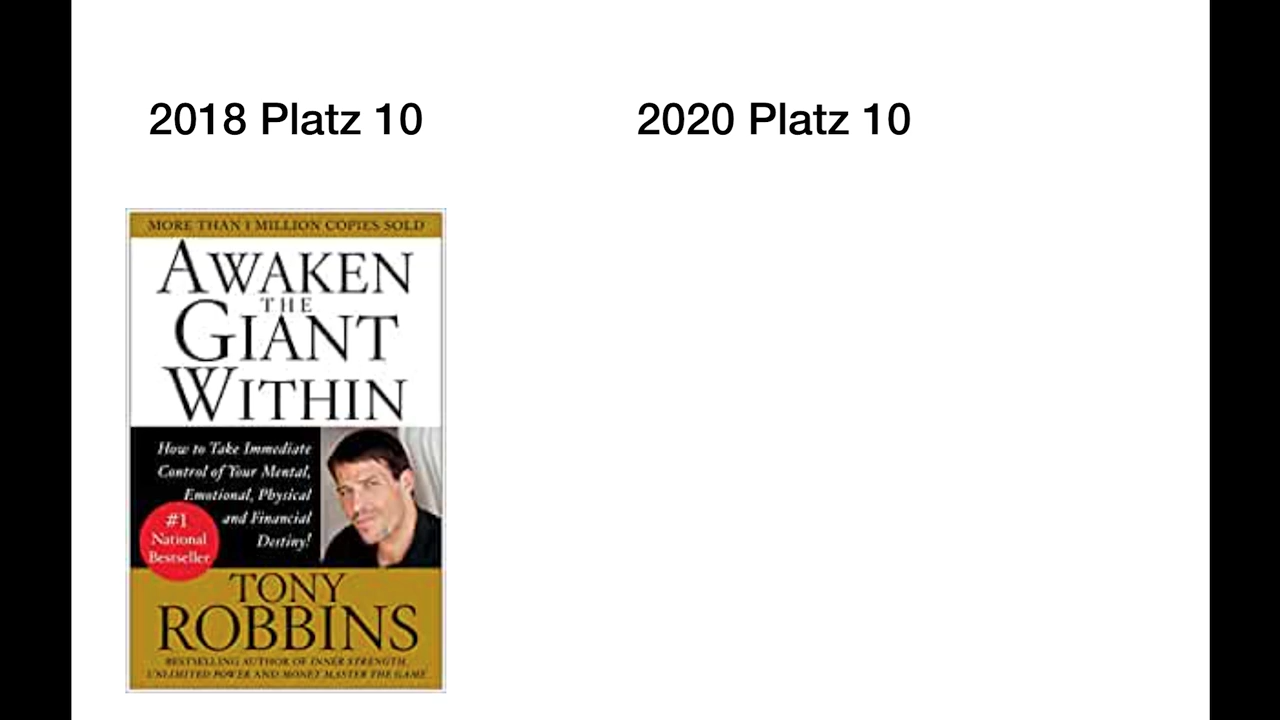 2018 Platz 10
2020 Platz 10
MORE THAN 1 MILLION COPIES SOLD
AWAKEN
THE
GIANT
WITHIN
How to Take Immediate
Control of Your Mental,
Emotional, Physical
and Financial
Destiny!
#1
National
Bestseller
TONY
ROBBINS
BESTSELLING AUTHOR OF INNER STRENGTH,
UNLIMITED POWER AND MONEY MASTER THE GAME